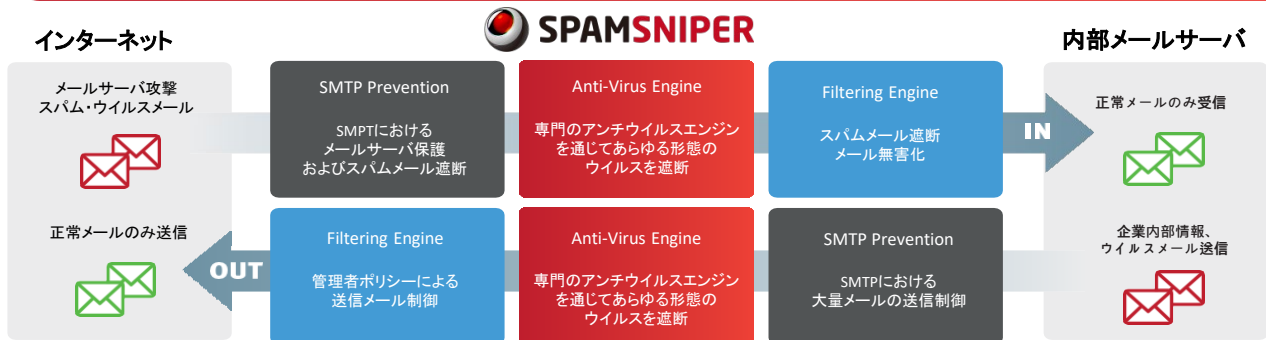 SPAMSNIPER
インターネット
内部メールサーバ
メールサーバ攻撃
スパム・ウイルスメール
SMTP Prevention
SMPTにおける
メールサーバ保護
およびスパムメール遮断
Anti-Virus Engine
専門のアンチウイルスエンジン
を通じてあらゆる形態の
ウイルスを遮断
Filtering Engine
スパムメール遮断
メール無害化
IN
正常メールのみ受信
正常メールのみ送信
OUT
Filtering Engine
管理者ポリシーによる
送信メール制御
Anti-Virus Engine
専門のアンチウイルスエンジン
を通じてあらゆる形態の
ウイルスを遮断
SMTP Prevention
SMTPにおける
大量メールの送信制御
企業内部情報、
ウイルスメール送信